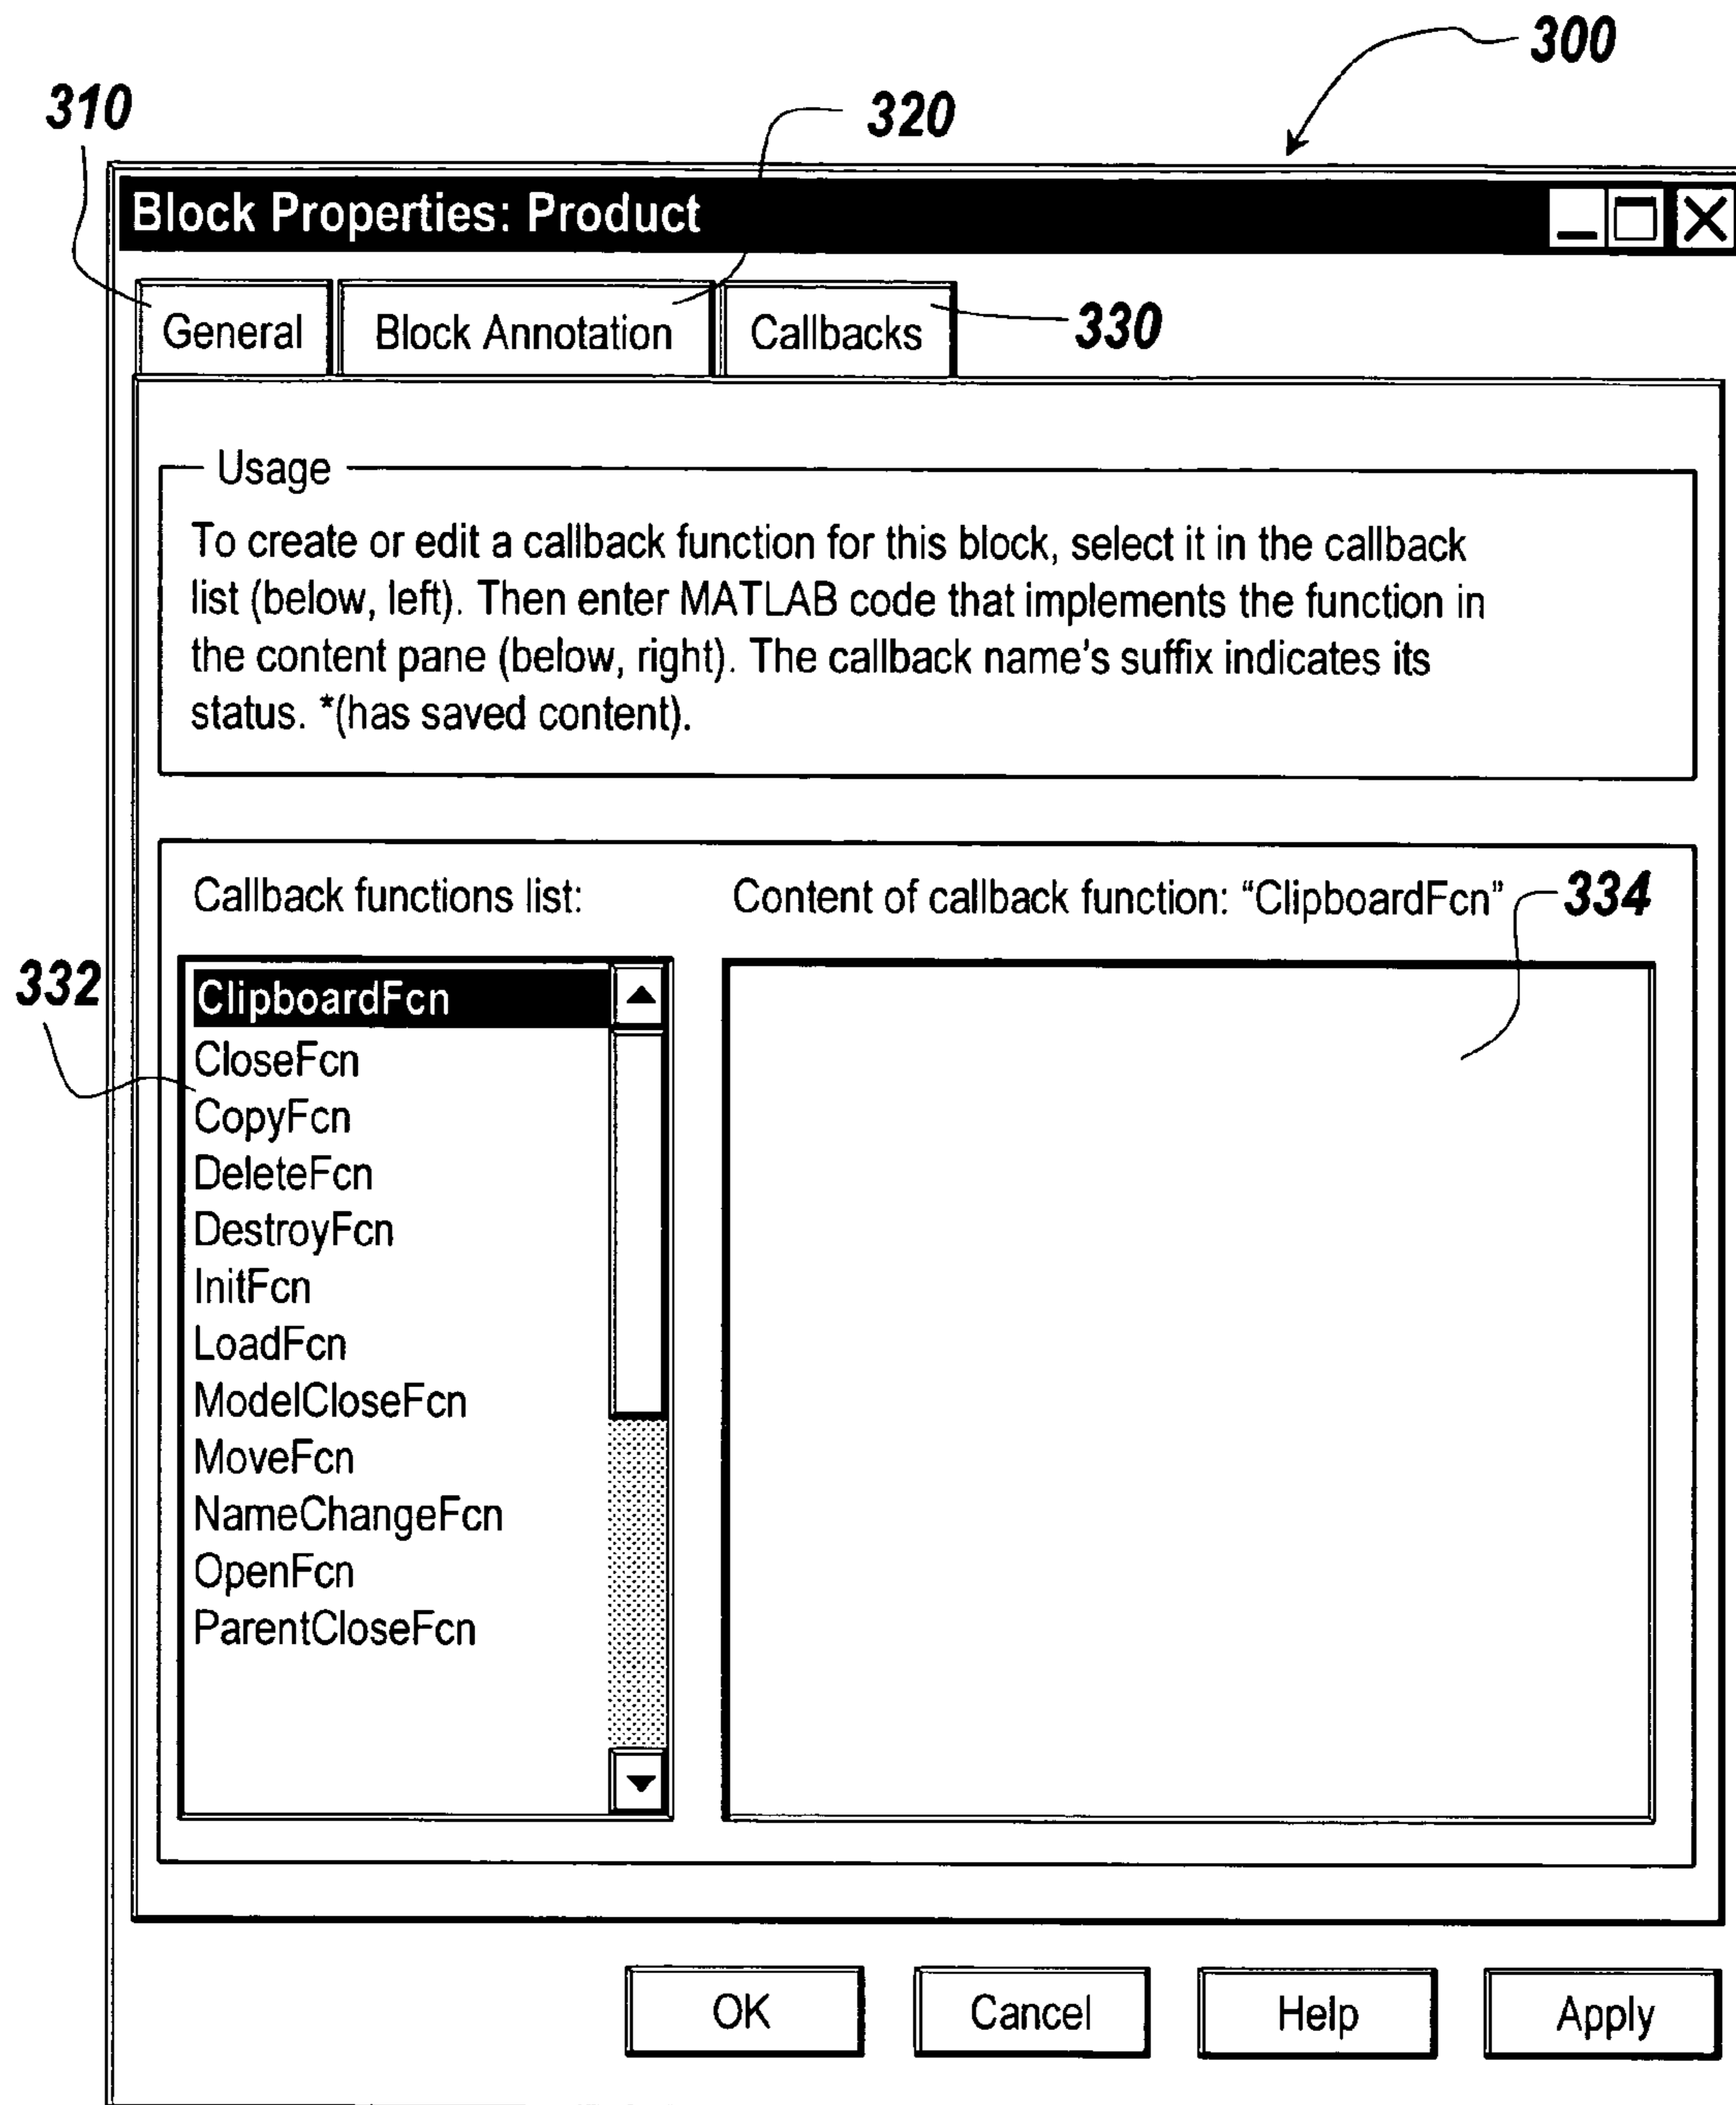 300
310
320
Block Properties: Product
General
Block Annotation
Callbacks
330
Usage
To create or edit a callback function for this block, select it in the callback
list (below, left). Then enter MATLAB code that implements the function in
the content pane (below, right). The callback name's suffix indicates its
status. *(has saved content).
Callback functions list:
Content of callback function: “ClipboardFcn”
334
332
ClipboardFcn
CloseFcn
CopyFcn
DeleteFcn
DestroyFcn
InitFcn
LoadFcn
ModelCloseFcn
MoveFcn
NameChangeFcn
OpenFcn
ParentCloseFcn
OK
Cancel
Help
Apply